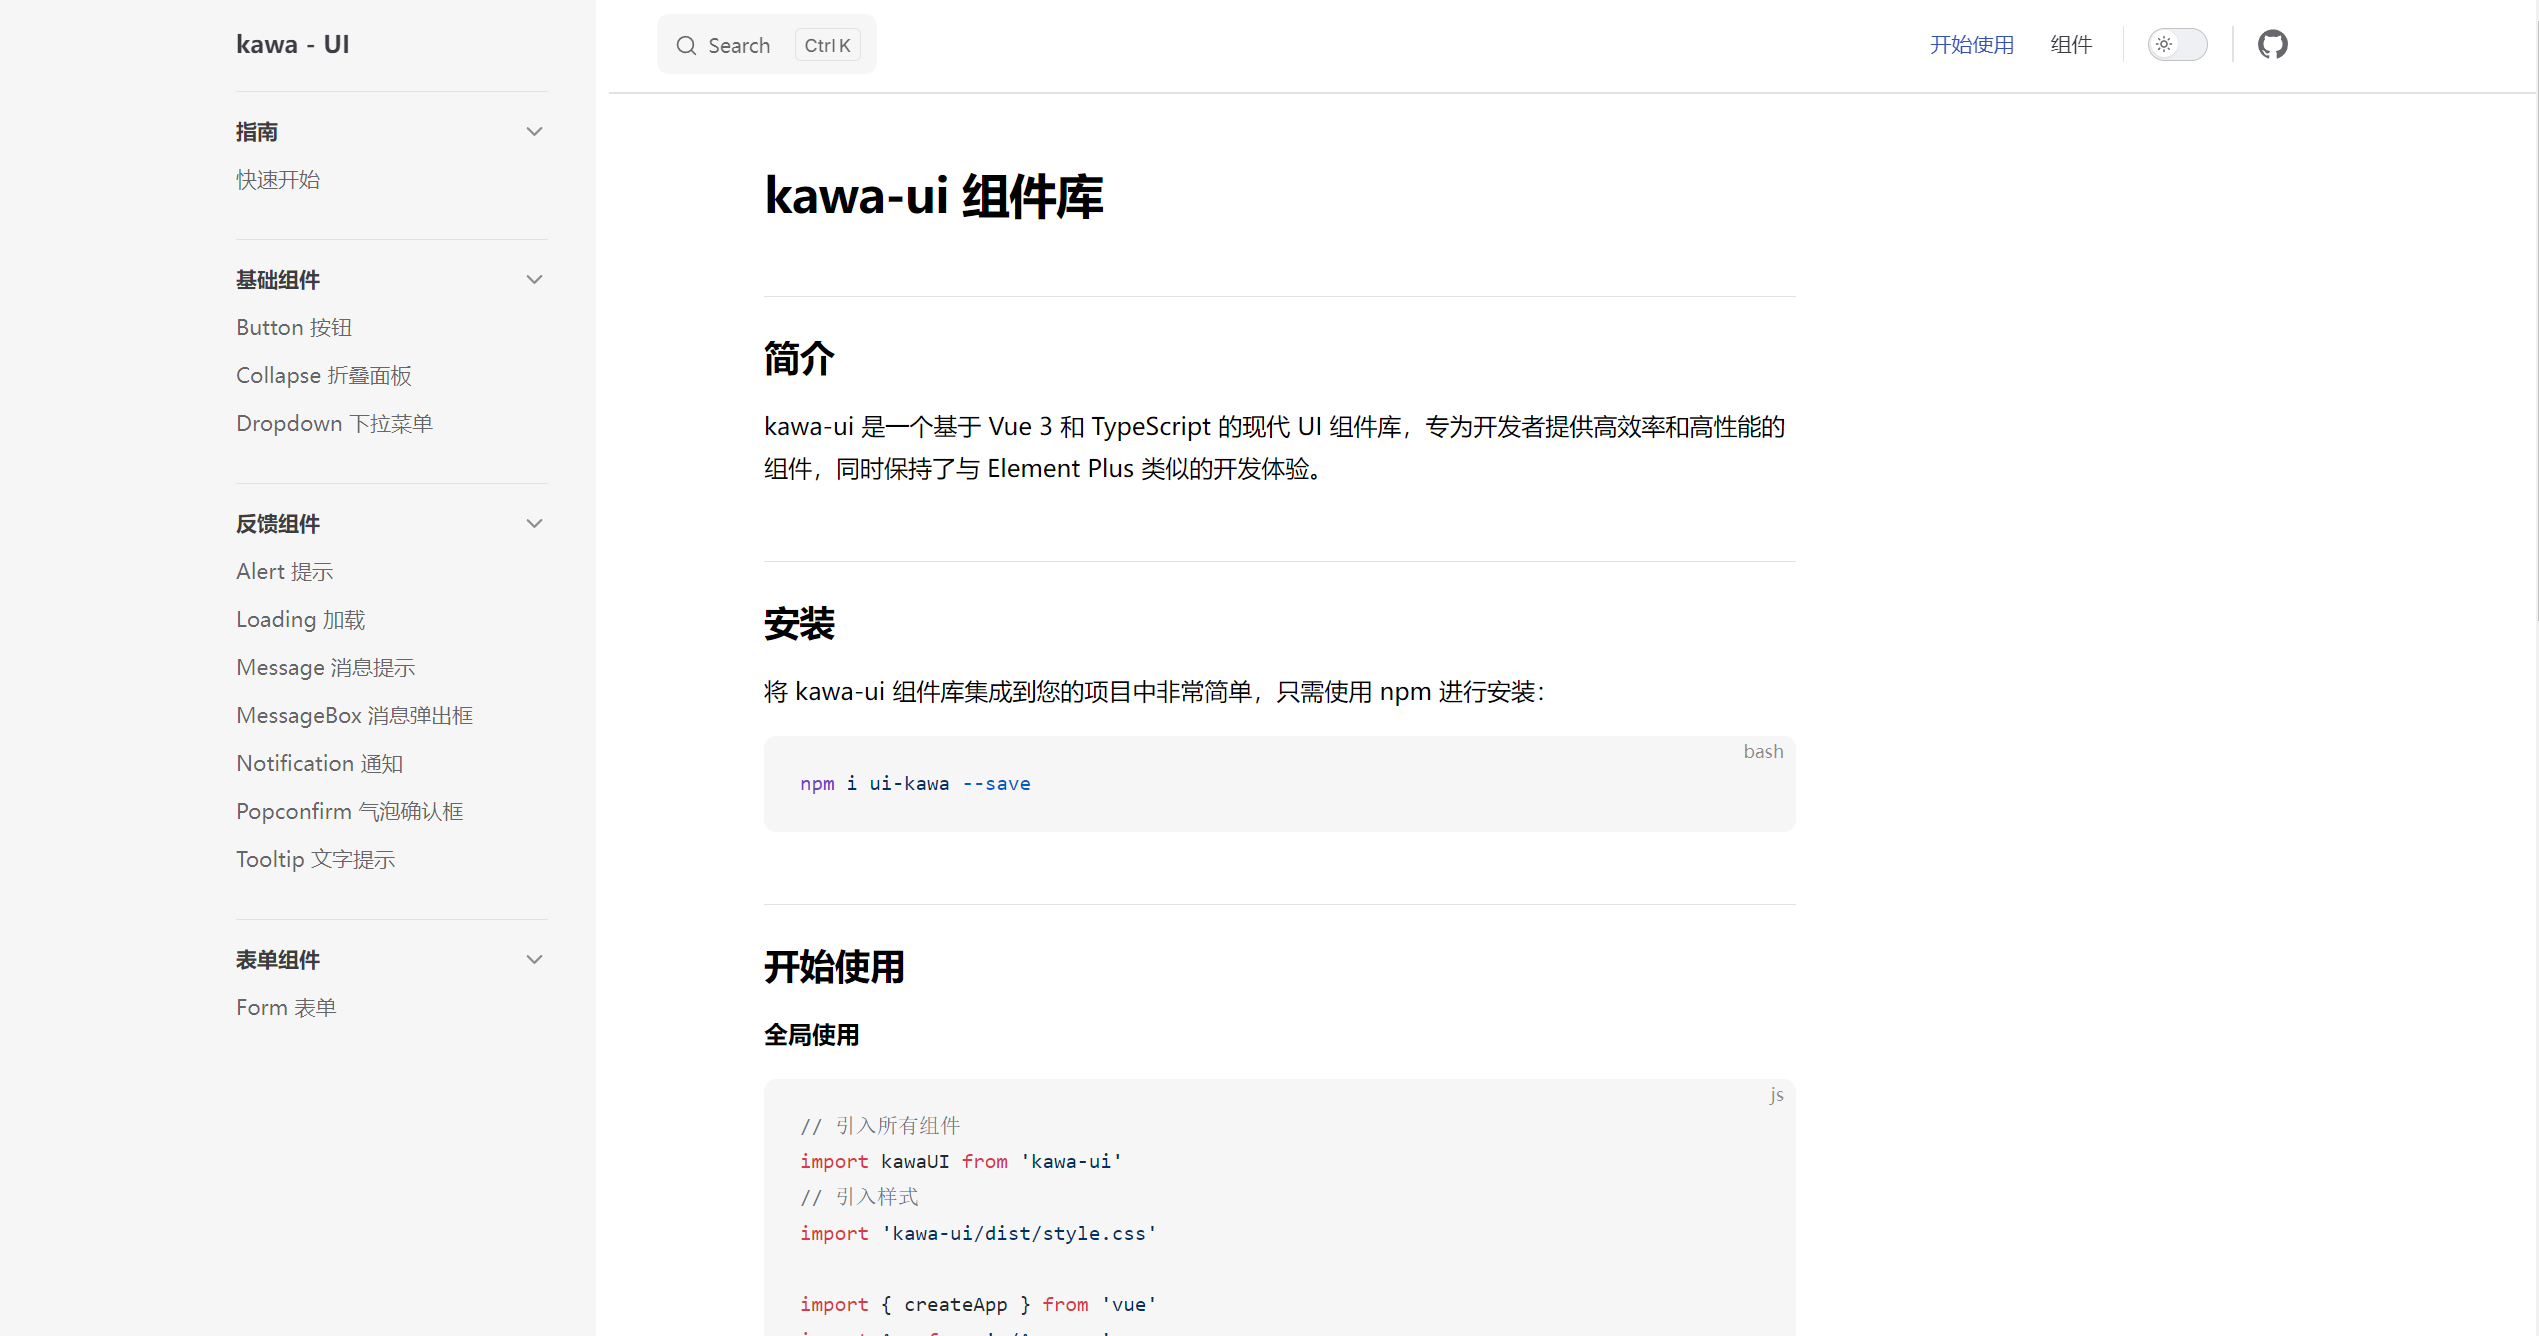 kawa - UI
指南
快速开始
基础组件
Button 按钮
Collapse 折叠面板
Dropdown 下拉菜单
反馈组件
Alert 提示
Loading 加载
Message 消息提示
MessageBox 消息弹出框
Notification 通知
Popconfirm 气泡确认框
Tooltip 文字提示
表单组件
Form 表单
Search Ctrl K
开始使用 组件
kawa-ui 组件库
简介
kawa-ui 是一个基于 Vue 3 和 TypeScript 的现代 UI 组件库，专为开发者提供高效率和高性能的
组件，同时保持了与 Element Plus 类似的开发体验。
安装
将 kawa-ui 组件库集成到您的项目中非常简单，只需使用 npm 进行安装：
bash
npm i ui-kawa --save
开始使用
全局使用
js
// 引入所有组件
import kawaUI from 'kawa-ui'
// 引入样式
import 'kawa-ui/dist/style.css'
import { createApp } from 'vue'